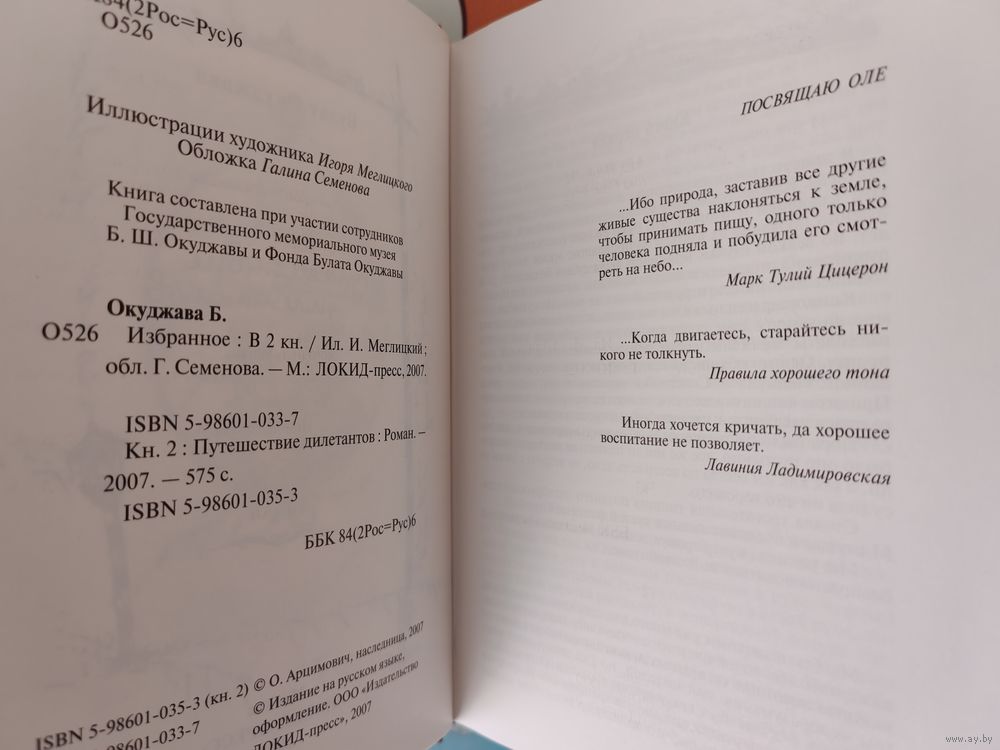 84(2Рос=Рус)6
О526
Иллюстрации художника Игоря Меглицкого
Обложка Галина Семенова
Книга составлена при участии сотрудников
Государственного мемориального музея
Б. Ш. Окуджавы и Фонда Булата Окуджавы
Окуджава Б.
О526 Избранное : В 2 кн. / Ил. И. Меглицкий ;
обл. Г. Семенова. — М.: ЛОКИД-пресс, 2007.
ISBN 5-98601-033-7
Кн. 2 : Путешествие дилетантов : Роман. —
2007. — 575 с.
ISBN 5-98601-035-3
ББК 84(2Рос=Рус)6
ISBN 5-98601-035-3 (кн. 2)
98601-033-7
© О. Арцимович, наследница, 2007
© Издание на русском языке,
оформление. ООО «Издательство
ЛОКИД-пресс», 2007
ПОСВЯЩАЮ ОЛЕ
...Ибо природа, заставив все другие
живые существа наклоняться к земле,
чтобы принимать пищу, одного только
человека подняла и побудила его смот-
реть на небо...
Марк Тулий Цицерон
...Когда двигаетесь, старайтесь ни-
кого не толкнуть.
Правила хорошего тона
Иногда хочется кричать, да хорошее
воспитание не позволяет.
Лавиния Ладимировская
www.ay.by